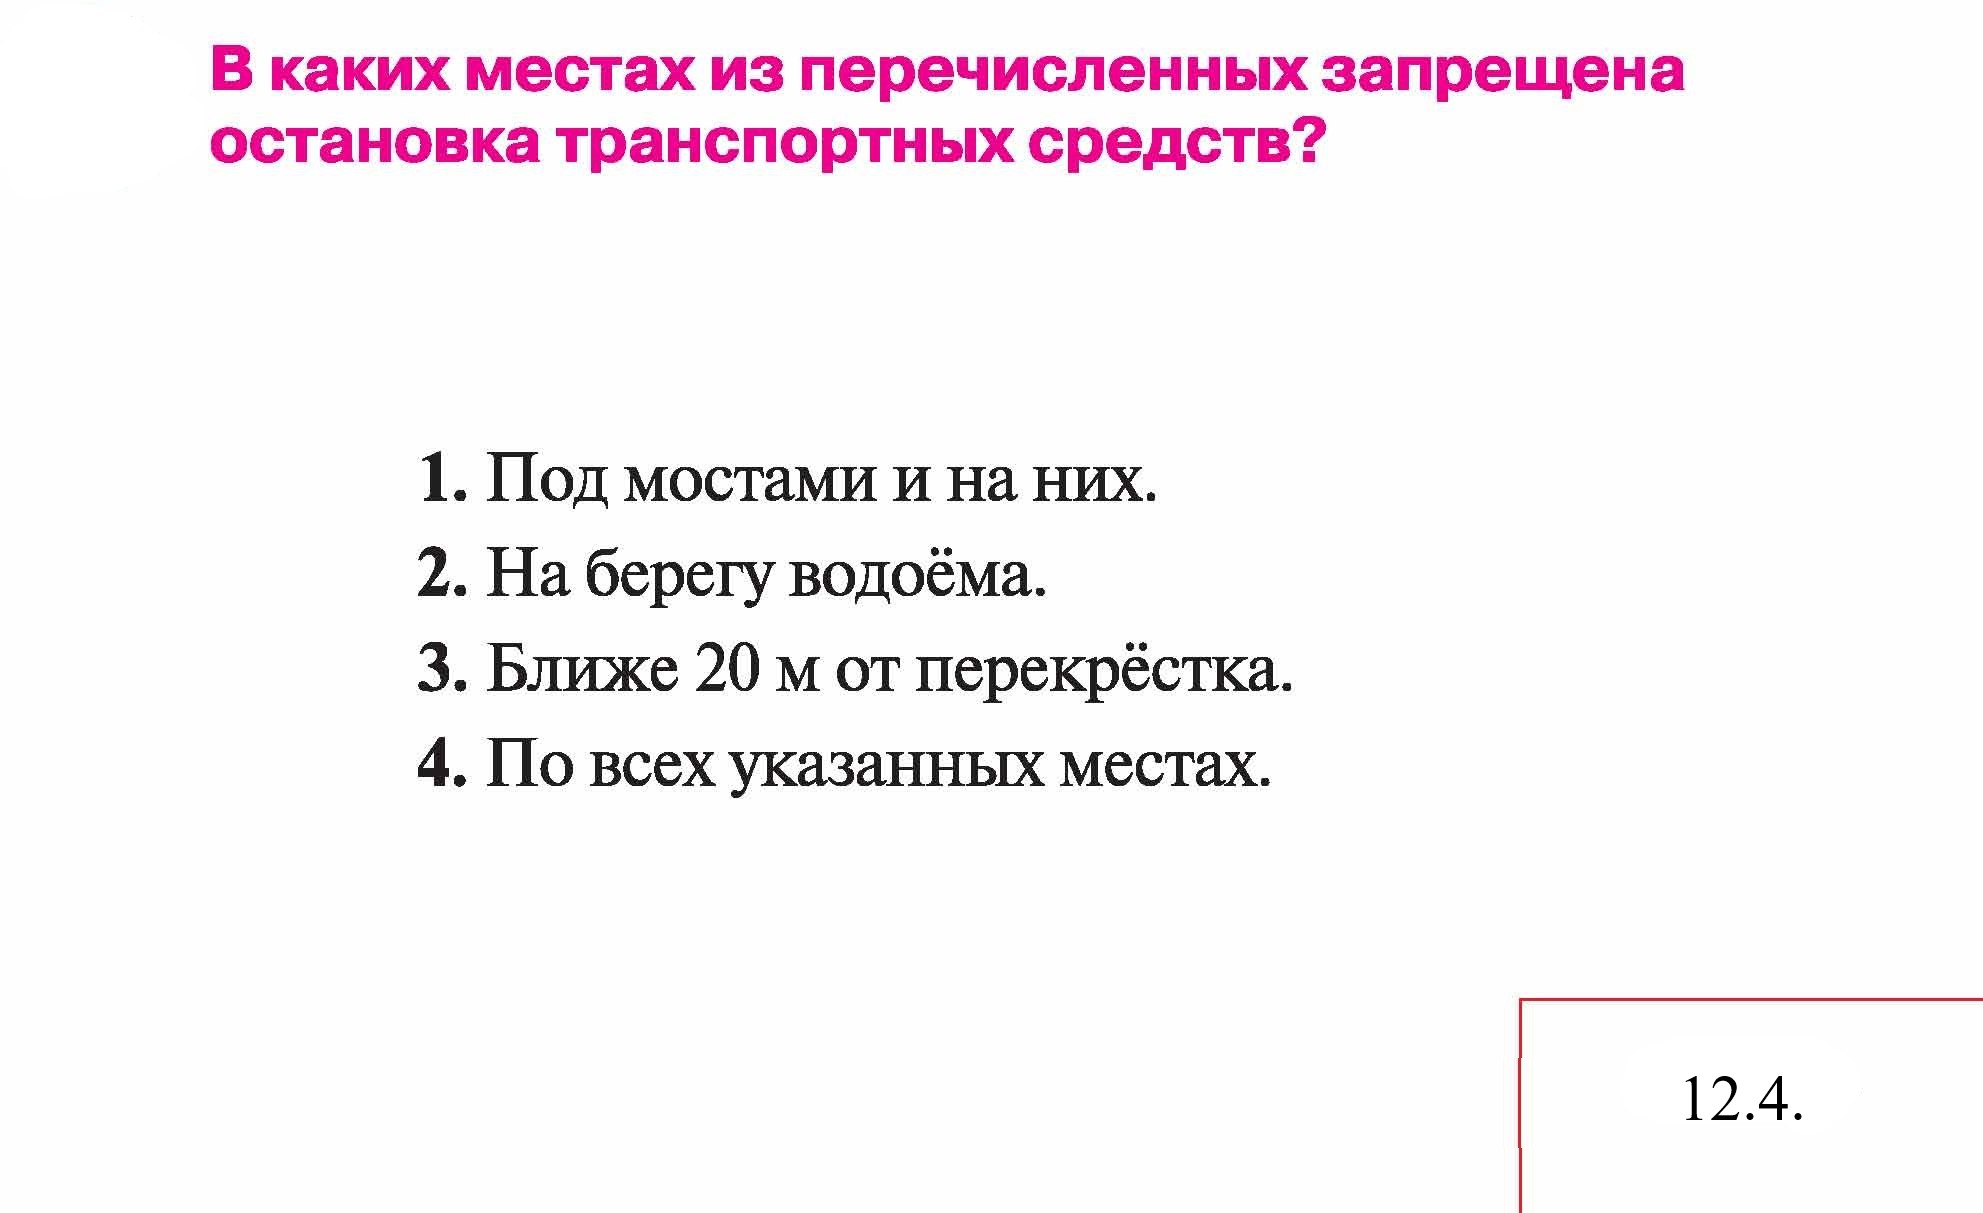 В каких местах из перечисленных запрещена
остановка транспортных средств?
1. Под мостами и на них.
2. На берегу водоёма.
3. Ближе 20 м от перекрёстка.
4. По всех указанных местах.
12.4.